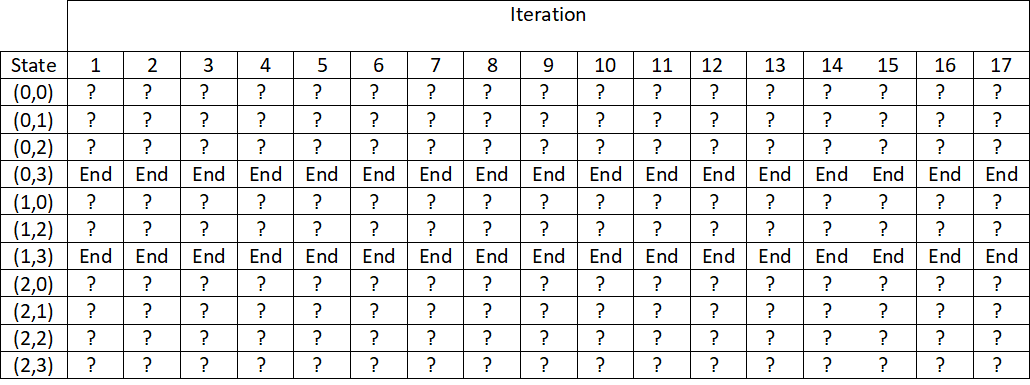 Iteration
State 1 2 3 4 5 6 7 8 9 10 11 12 13 14 15 16 17
(0,0) ? ? ? ? ? ? ? ? ? ? ? ? ? ? ? ? ?
(0,1) ? ? ? ? ? ? ? ? ? ? ? ? ? ? ? ? ?
(0,2) ? ? ? ? ? ? ? ? ? ? ? ? ? ? ? ? ?
(0,3) End End End End End End End End End End End End End End End End End
(1,0) ? ? ? ? ? ? ? ? ? ? ? ? ? ? ? ? ?
(1,2) ? ? ? ? ? ? ? ? ? ? ? ? ? ? ? ? ?
(1,3) End End End End End End End End End End End End End End End End End
(2,0) ? ? ? ? ? ? ? ? ? ? ? ? ? ? ? ? ?
(2,1) ? ? ? ? ? ? ? ? ? ? ? ? ? ? ? ? ?
(2,2) ? ? ? ? ? ? ? ? ? ? ? ? ? ? ? ? ?
(2,3) ? ? ? ? ? ? ? ? ? ? ? ? ? ? ? ? ?